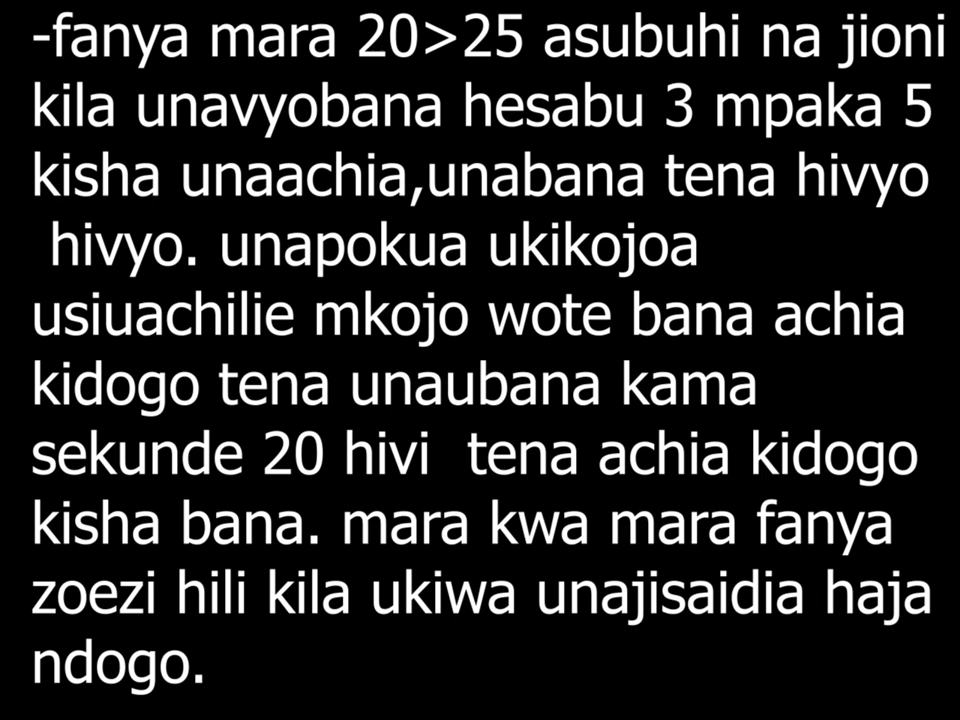 -fanya mara 20>25 asubuhi na jioni
kila unavyobana hesabu 3 mpaka 5
kisha unaachia,unabana tena hivyo
hivyo. unapokua ukikojoa
usiuachilie mkojo wote bana achia
kidogo tena unaubana kama
sekunde 20 hivi  tena achia kidogo
kisha bana. mara kwa mara fanya
zoezi hili kila ukiwa unajisaidia haja
ndogo.